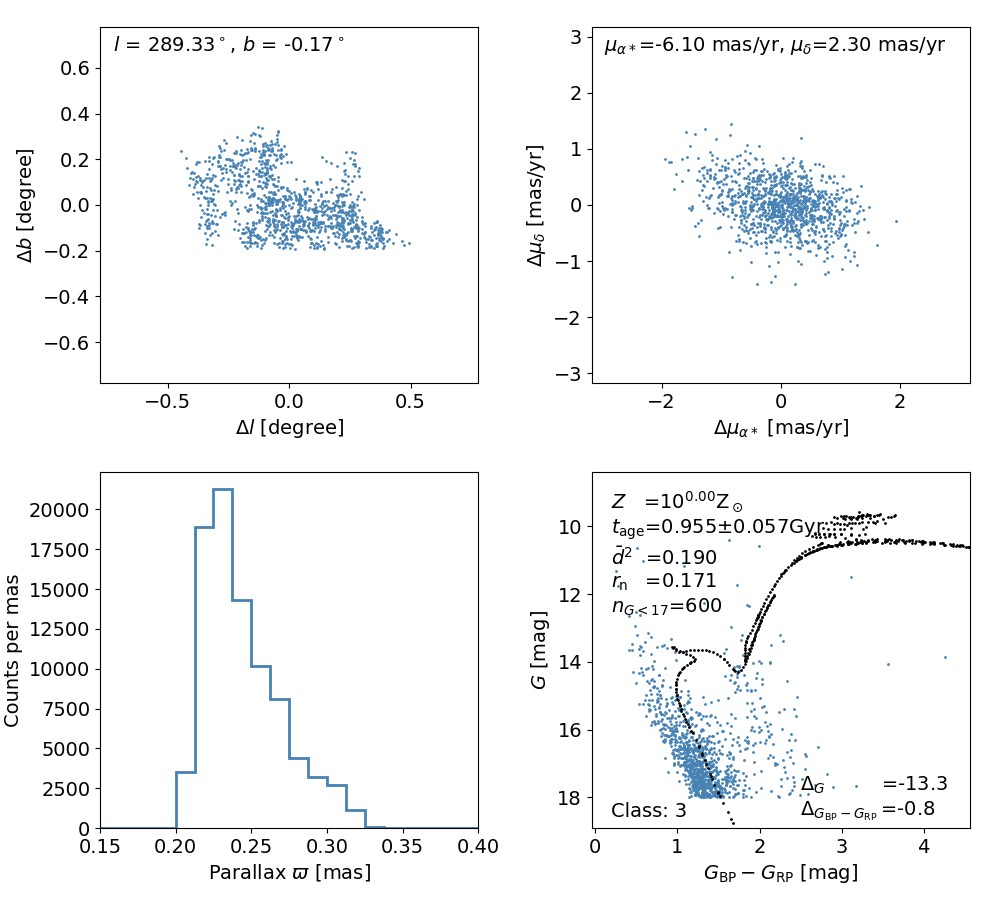 l = 289.33°, b = -0.17°
0.6
0.4
0.2
0.0
−0.2
−0.4
−0.6
Δb [degree]
−0.5 0.0 0.5
Δl [degree]
μα*=-6.10 mas/yr, μδ=2.30 mas/yr
3
2
1
0
−1
−2
−3
Δμδ [mas/yr]
−2 0 2
Δμα* [mas/yr]
20000
17500
15000
12500
10000
7500
5000
2500
0
Counts per mas
0.15 0.20 0.25 0.30 0.35 0.40
Parallax ϖ [mas]
Z =10^0.00 Z⊙
t_age=0.955±0.057Gyr
d̄² =0.190
r_n =0.171
n_G<17=600
10
12
14
16
18
G [mag]
Δ_G =-13.3
Δ_GBP−GRP =-0.8
Class: 3
0 1 2 3 4
G_BP − G_RP [mag]